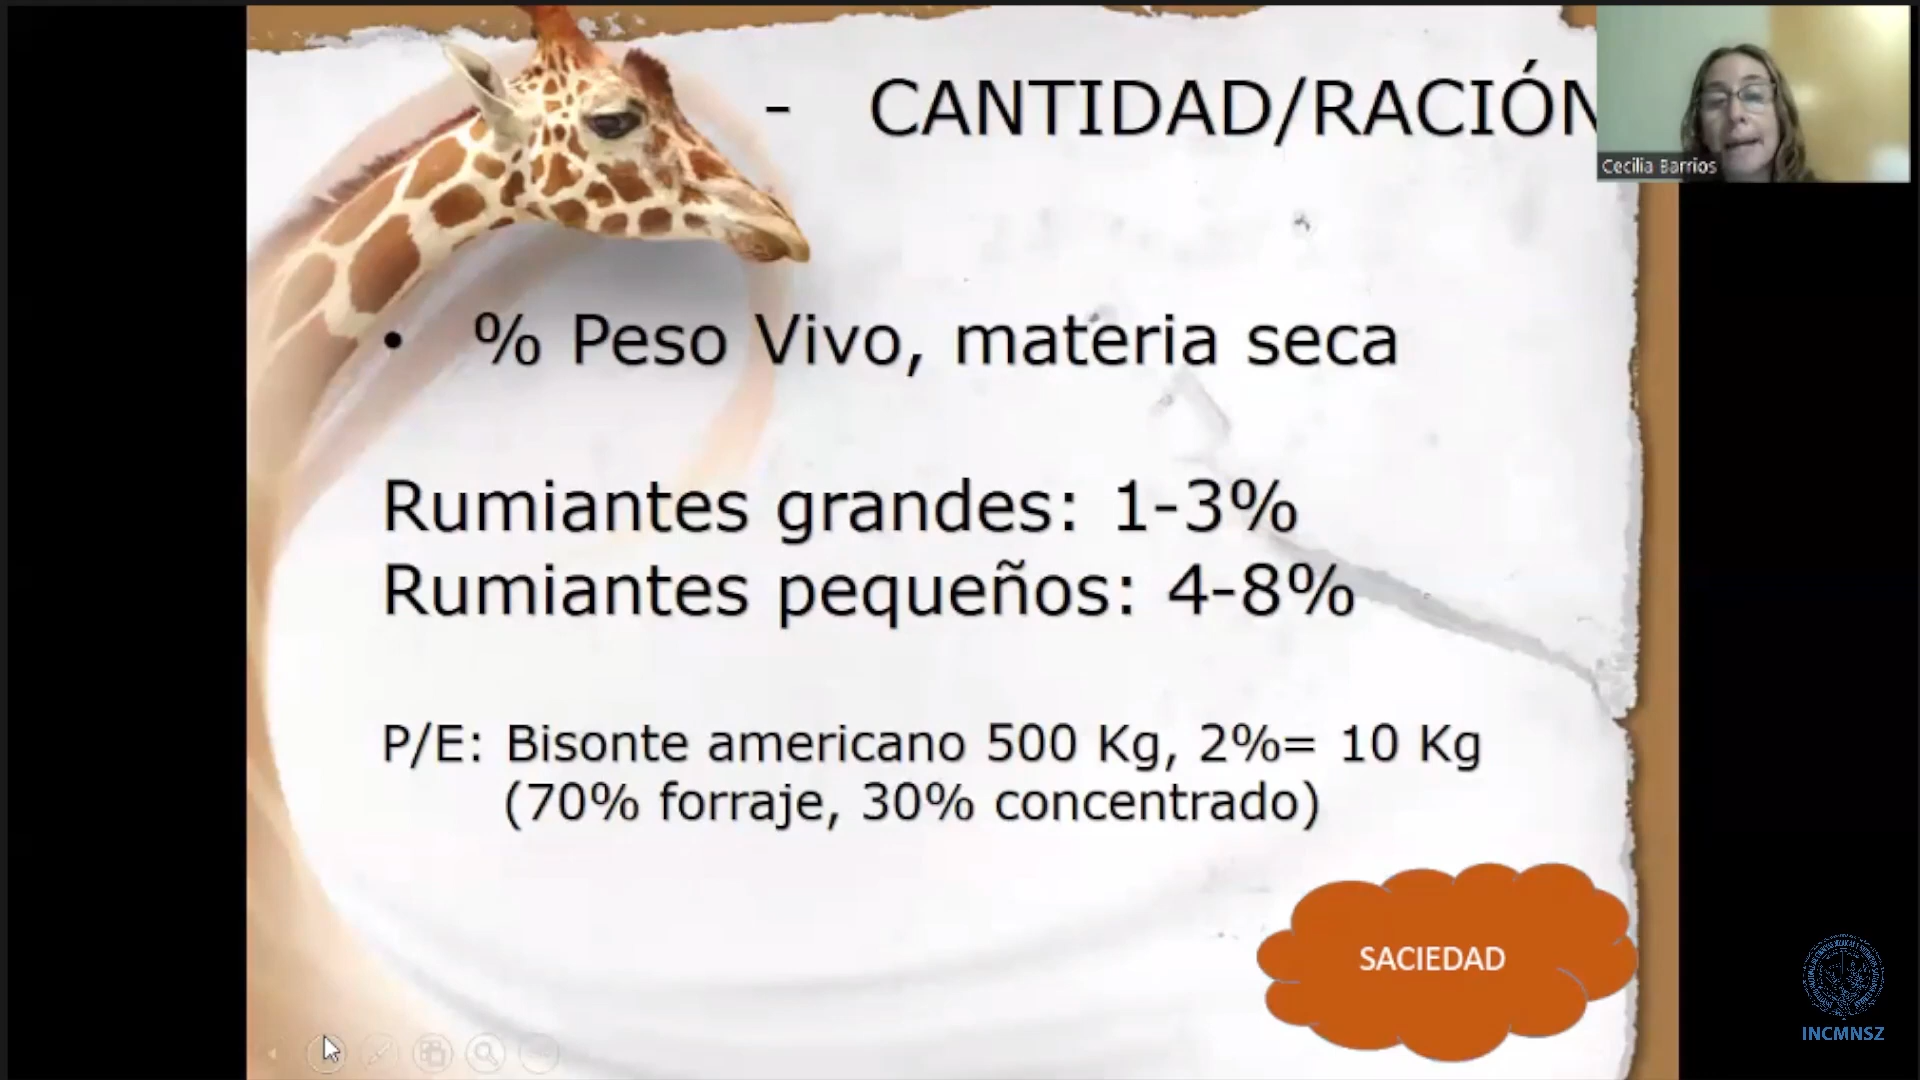 - CANTIDAD/RACIÓN
Cecilia Barrios
• % Peso Vivo, materia seca
Rumiantes grandes: 1-3%
Rumiantes pequeños: 4-8%
P/E: Bisonte americano 500 Kg, 2%= 10 Kg
(70% forraje, 30% concentrado)
SACIEDAD
INCMNSZ